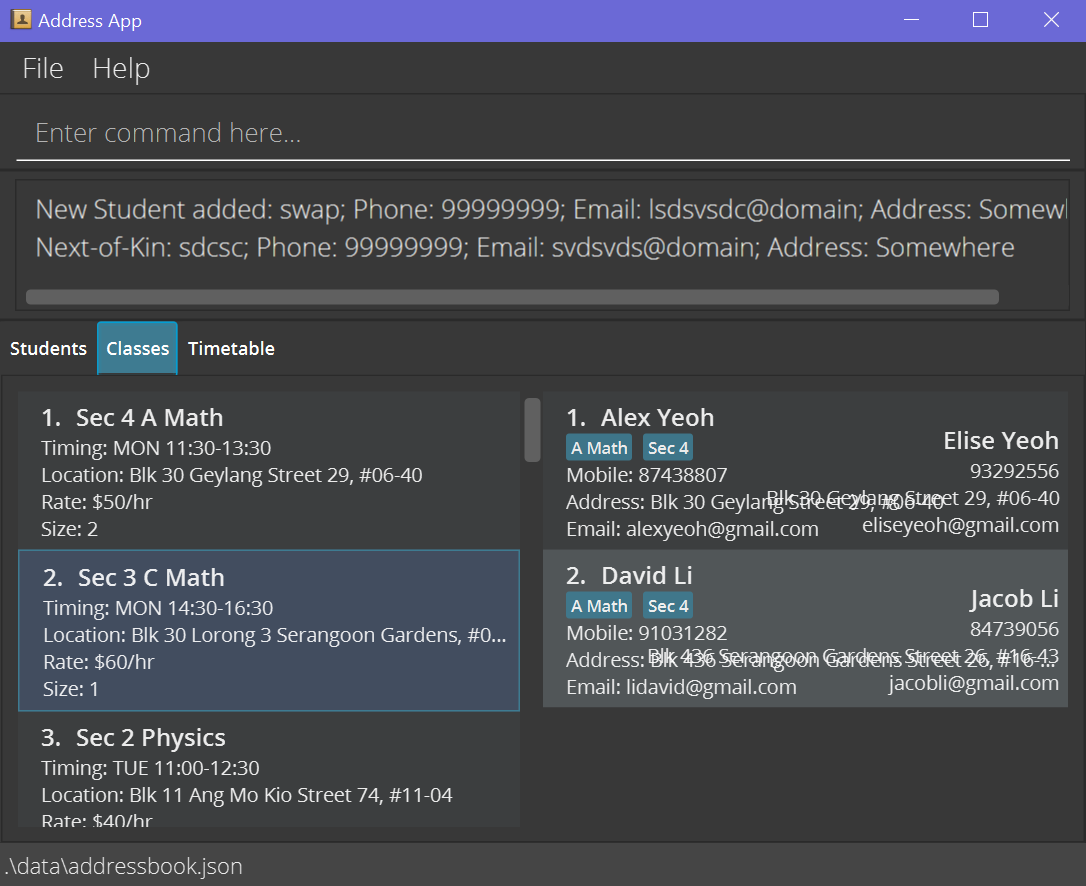 Address App
File Help
Enter command here...
New Student added: swap; Phone: 99999999; Email: lsdsvsdc@domain; Address: Somew
Next-of-Kin: sdcsc; Phone: 99999999; Email: svdsvds@domain; Address: Somewhere
Students Classes Timetable
1. Sec 4 A Math
Timing: MON 11:30-13:30
Location: Blk 30 Geylang Street 29, #06-40
Rate: $50/hr
Size: 2
2. Sec 3 C Math
Timing: MON 14:30-16:30
Location: Blk 30 Lorong 3 Serangoon Gardens, #0...
Rate: $60/hr
Size: 1
3. Sec 2 Physics
Timing: TUE 11:00-12:30
Location: Blk 11 Ang Mo Kio Street 74, #11-04
Rate: $40/hr
1. Alex Yeoh
A Math Sec 4
Mobile: 87438807
Address: Blk 30 Geylang Street 29, #06-40
Email: alexyeoh@gmail.com
Elise Yeoh
93292556
Blk 30 Geylang Street 29, #06-40
eliseyeoh@gmail.com
2. David Li
A Math Sec 4
Mobile: 91031282
Address: Blk 436 Serangoon Gardens Street 26, #16-...
Email: lidavid@gmail.com
Jacob Li
84739056
Blk 436 Serangoon Gardens Street 26, #16-43
jacobli@gmail.com
.\data\addressbook.json